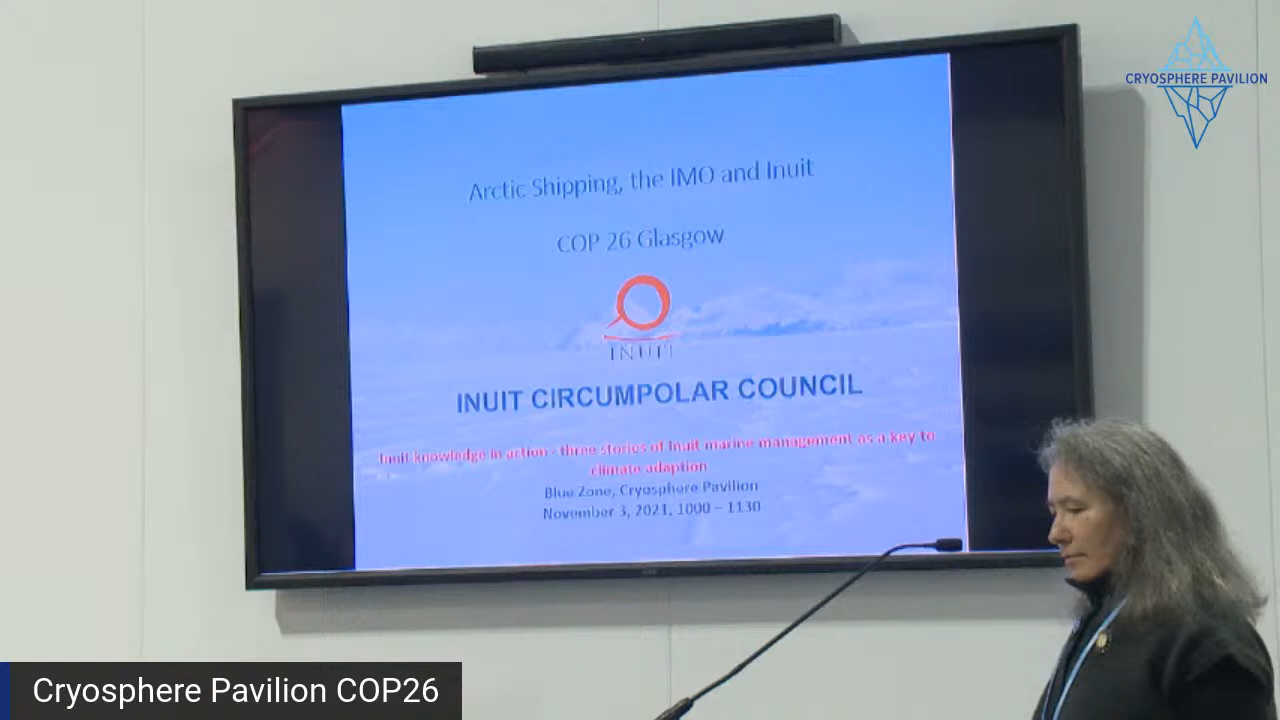 CRYOSPHERE PAVILION
Arctic Shipping, the IMO and Inuit
COP 26 Glasgow
INUIT
INUIT CIRCUMPOLAR COUNCIL
Inuit knowledge in action - three stories of Inuit marine management as a key to
climate adaption
Blue Zone, Cryosphere Pavilion
November 3, 2021, 1000 – 1130
Cryosphere Pavilion COP26